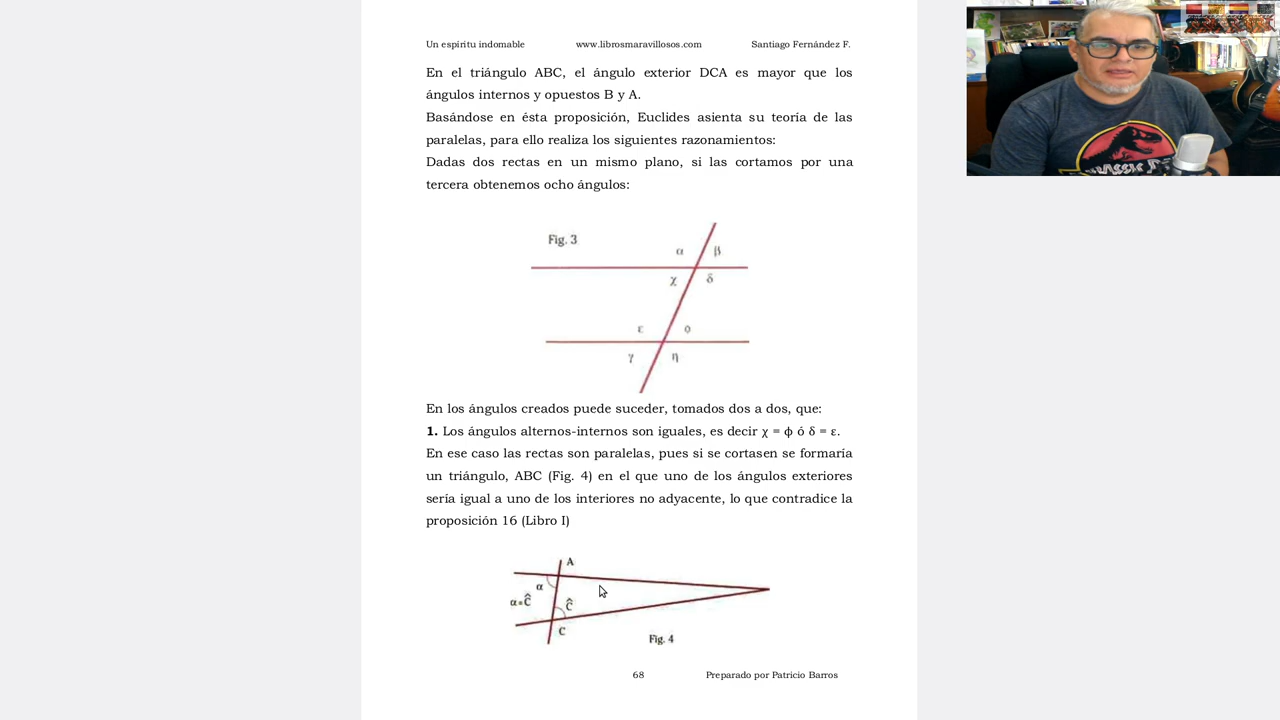 Un espíritu indomable www.librosmaravillosos.com Santiago Fernández F.
En el triángulo ABC, el ángulo exterior DCA es mayor que los
ángulos internos y opuestos B y A.
Basándose en ésta proposición, Euclides asienta su teoría de las
paralelas, para ello realiza los siguientes razonamientos:
Dadas dos rectas en un mismo plano, si las cortamos por una
tercera obtenemos ocho ángulos:
Fig. 3
α β
χ δ
ε ϕ
γ η
En los ángulos creados puede suceder, tomados dos a dos, que:
1. Los ángulos alternos-internos son iguales, es decir χ = ϕ ó δ = ε.
En ese caso las rectas son paralelas, pues si se cortasen se formaría
un triángulo, ABC (Fig. 4) en el que uno de los ángulos exteriores
sería igual a uno de los interiores no adyacente, lo que contradice la
proposición 16 (Libro I)
A
α
α=Ĉ Ĉ
C
Fig. 4
68 Preparado por Patricio Barros